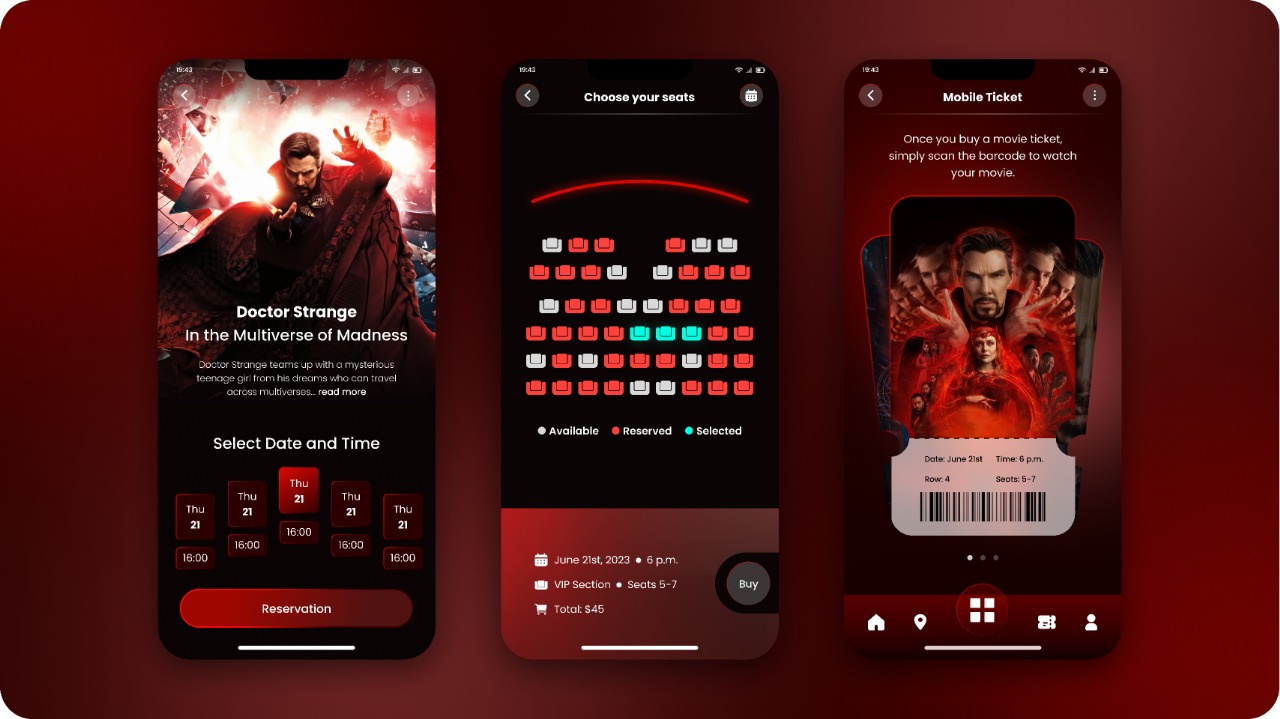 19:43
Doctor Strange
In the Multiverse of Madness
Doctor Strange teams up with a mysterious
teenage girl from his dreams who can travel
across multiverses... read more
Select Date and Time
Thu Thu Thu Thu Thu
21 21 21 21 21
16:00 16:00 16:00 16:00 16:00
Reservation
19:43
Choose your seats
Available Reserved Selected
June 21st, 2023 • 6 p.m.
VIP Section • Seats 5-7
Total: $45
Buy
19:43
Mobile Ticket
Once you buy a movie ticket,
simply scan the barcode to watch
your movie.
Date: June 21st Time: 6 p.m.
Row: 4 Seats: 5-7